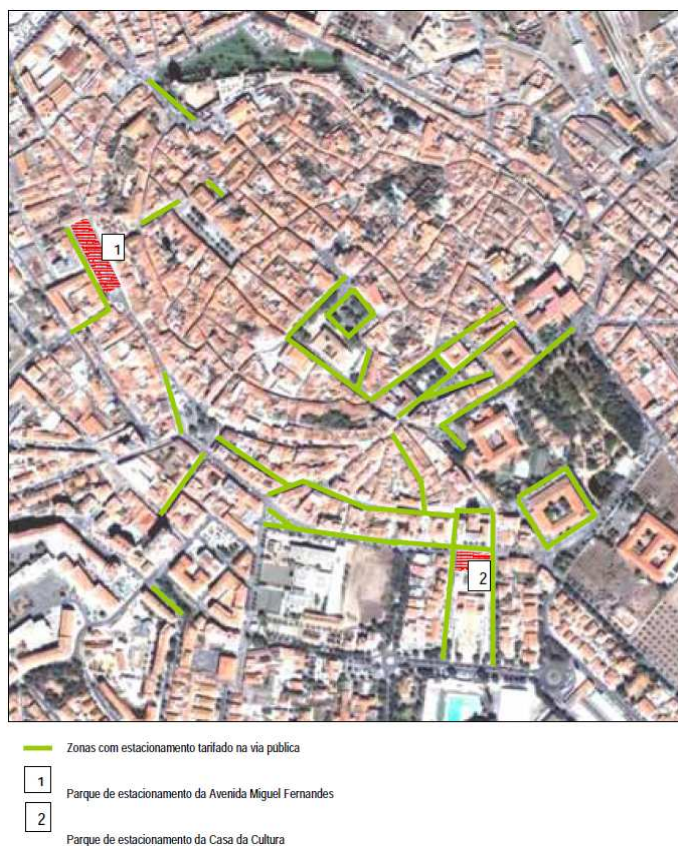 1
2
Zonas com estacionamento tarifado na via pública
1
Parque de estacionamento da Avenida Miguel Fernandes
2
Parque de estacionamento da Casa da Cultura